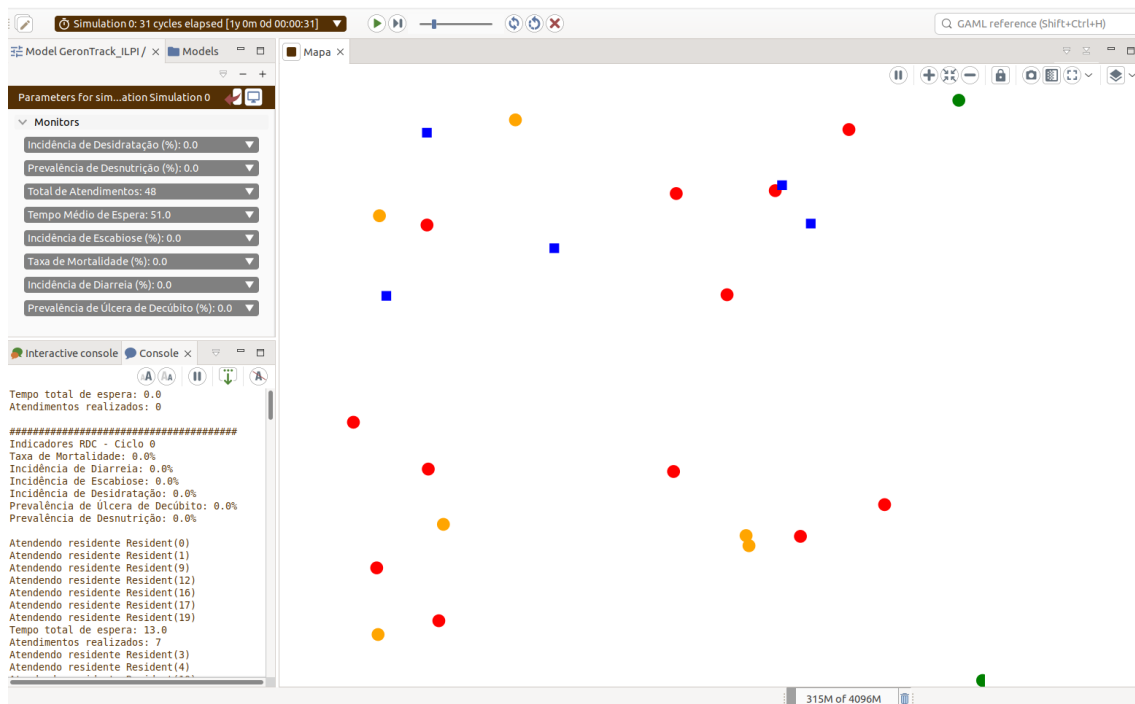 Simulation 0: 31 cycles elapsed [1y 0m 0d 00:00:31]
GAML reference (Shift+Ctrl+H)
Model GeronTrack_ILPI /
Models
Mapa
Parameters for sim...ation Simulation 0
Monitors
Incidência de Desidratação (%): 0.0
Prevalência de Desnutrição (%): 0.0
Total de Atendimentos: 48
Tempo Médio de Espera: 51.0
Incidência de Escabiose (%): 0.0
Taxa de Mortalidade (%): 0.0
Incidência de Diarreia (%): 0.0
Prevalência de Úlcera de Decúbito (%): 0.0
Interactive console
Console
Tempo total de espera: 0.0
Atendimentos realizados: 0
######################################
Indicadores RDC - Ciclo 0
Taxa de Mortalidade: 0.0%
Incidência de Diarreia: 0.0%
Incidência de Escabiose: 0.0%
Incidência de Desidratação: 0.0%
Prevalência de Úlcera de Decúbito: 0.0%
Prevalência de Desnutrição: 0.0%
Atendendo residente Resident(0)
Atendendo residente Resident(1)
Atendendo residente Resident(9)
Atendendo residente Resident(12)
Atendendo residente Resident(16)
Atendendo residente Resident(17)
Atendendo residente Resident(19)
Tempo total de espera: 13.0
Atendimentos realizados: 7
Atendendo residente Resident(3)
Atendendo residente Resident(4)
315M of 4096M